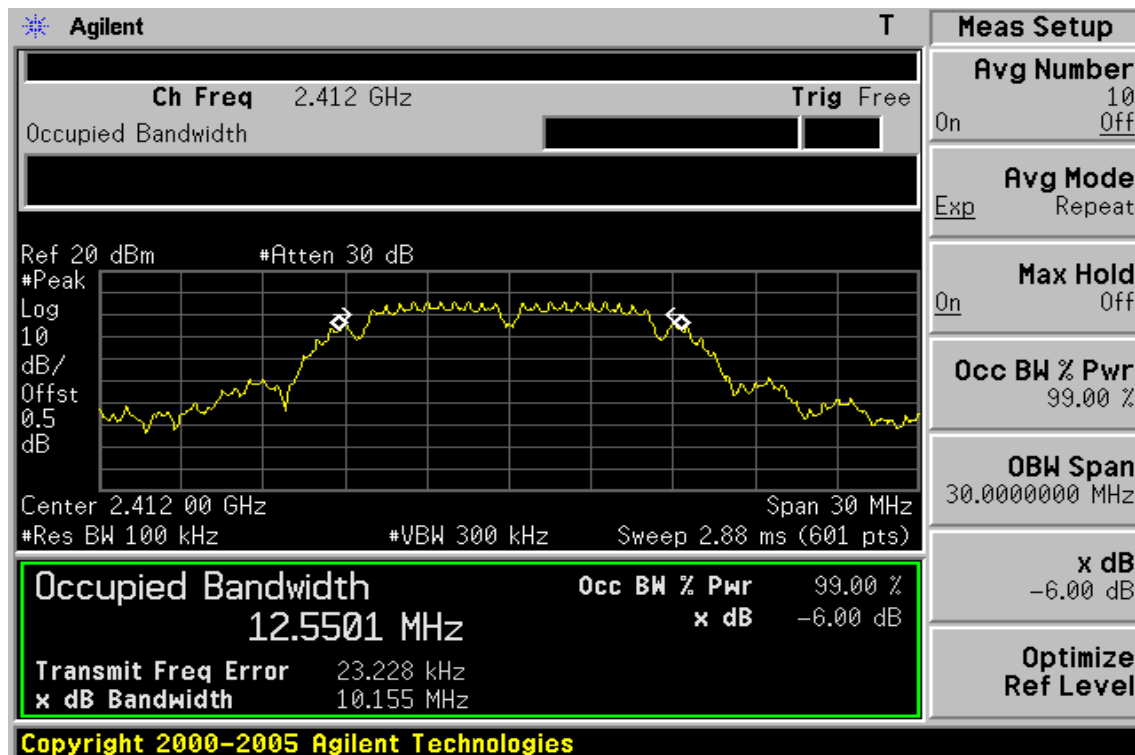 Agilent T
Ch Freq 2.412 GHz Trig Free
Occupied Bandwidth
Ref 20 dBm #Atten 30 dB
#Peak
Log
10
dB/
Offst
0.5
dB
Center 2.412 00 GHz Span 30 MHz
#Res BW 100 kHz #VBW 300 kHz Sweep 2.88 ms (601 pts)
Occupied Bandwidth Occ BW % Pwr 99.00 %
12.5501 MHz x dB -6.00 dB
Transmit Freq Error 23.228 kHz
x dB Bandwidth 10.155 MHz
Copyright 2000-2005 Agilent Technologies
Meas Setup
Avg Number
10
On Off
Avg Mode
Exp Repeat
Max Hold
On Off
Occ BW % Pwr
99.00 %
OBW Span
30.0000000 MHz
x dB
-6.00 dB
Optimize
Ref Level